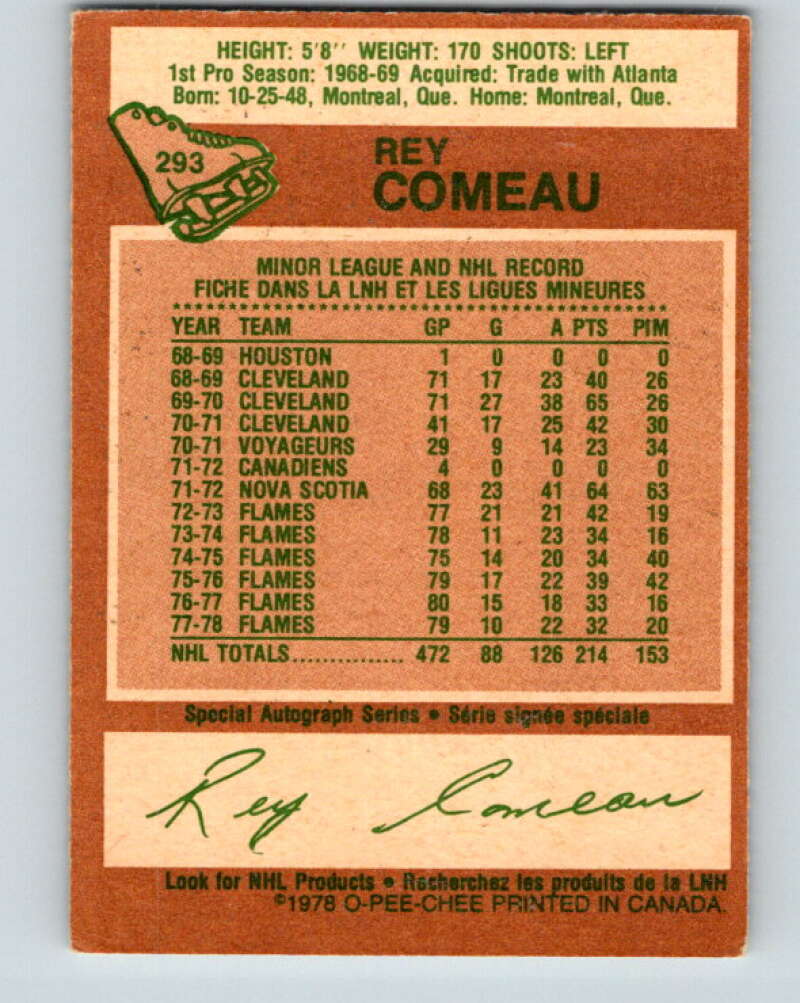 HEIGHT: 5'8'' WEIGHT: 170 SHOOTS: LEFT
1st Pro Season: 1968-69 Acquired: Trade with Atlanta
Born: 10-25-48, Montreal, Que. Home: Montreal, Que.
293
REY
COMEAU
MINOR LEAGUE AND NHL RECORD
FICHE DANS LA LNH ET LES LIGUES MINEURES
YEAR TEAM GP G A PTS PIM
68-69 HOUSTON 1 0 0 0 0
68-69 CLEVELAND 71 17 23 40 26
69-70 CLEVELAND 71 27 38 65 26
70-71 CLEVELAND 41 17 25 42 30
70-71 VOYAGEURS 29 9 14 23 34
71-72 CANADIENS 4 0 0 0 0
71-72 NOVA SCOTIA 68 23 41 64 63
72-73 FLAMES 77 21 21 42 19
73-74 FLAMES 78 11 23 34 16
74-75 FLAMES 75 14 20 34 40
75-76 FLAMES 79 17 22 39 42
76-77 FLAMES 80 15 18 33 16
77-78 FLAMES 79 10 22 32 20
NHL TOTALS............... 472 88 126 214 153
Special Autograph Series • Série signée spéciale
Rey Comeau
Look for NHL Products • Recherchez les produits de la LNH
©1978 O-PEE-CHEE PRINTED IN CANADA.